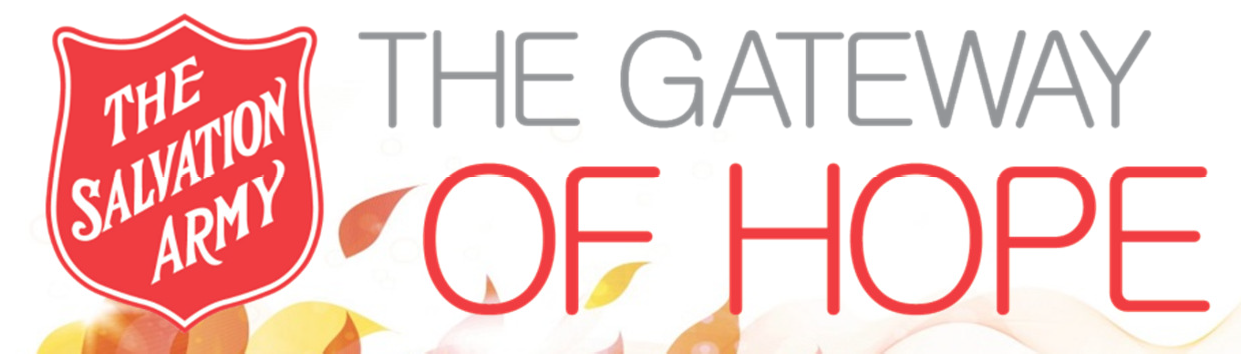 THE
SALVATION
ARMY
THE GATEWAY
OF HOPE